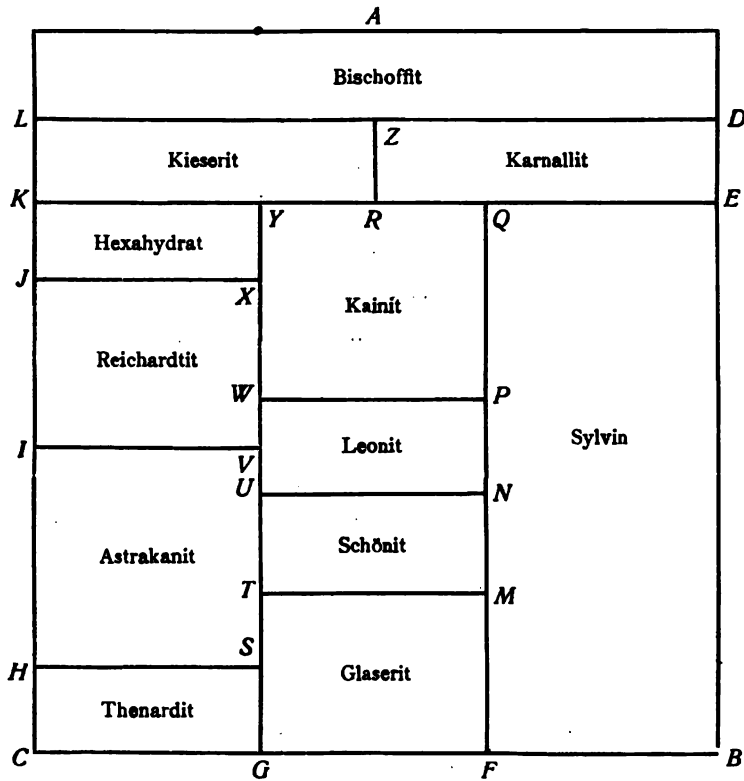 A
Bischoffit
L D
Z
Kieserit Karnallit
K Y R Q E
Hexahydrat
J X
Kainit
Reichardtit
W P
Sylvin
I V Leonit
U N
Schönit
Astrakanit
T M
S
H Glaserit
Thenardit
C G F B